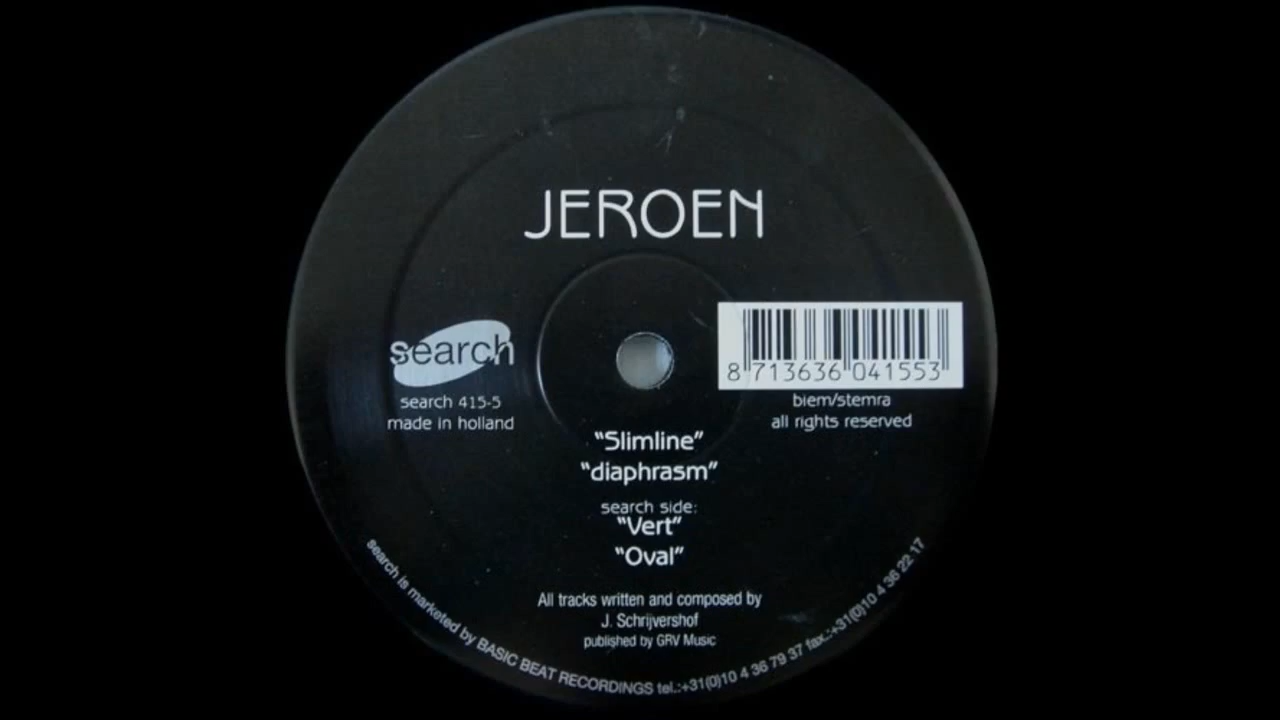 JEROEN
search
search 415-5
made in holland
8 713636 041553
biem/stemra
all rights reserved
“Slimline”
“diaphrasm”
search side:
“Vert”
“Oval”
All tracks written and composed by
J. Schrijvershof
published by GRV Music
search is marketed by BASIC BEAT RECORDINGS tel.:+31(0)10 4 36 79 37 fax.:+31(0)10 4 36 22 17